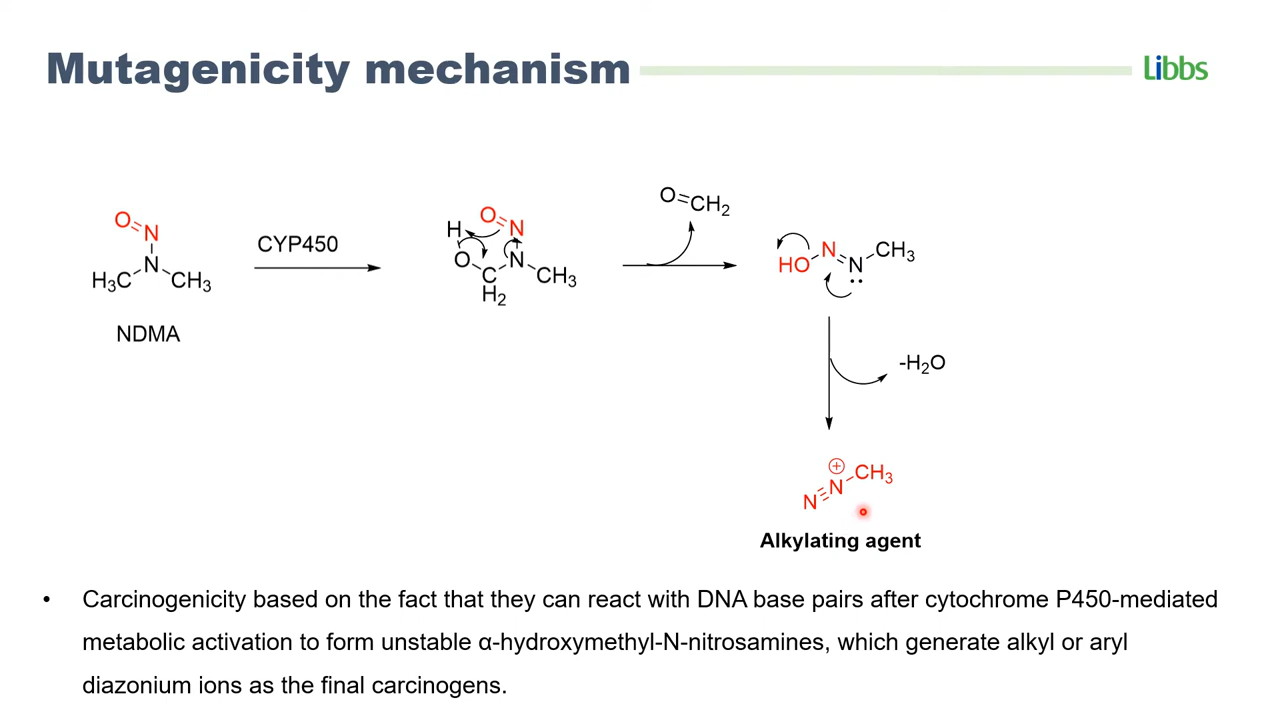 Mutagenicity mechanism
Libbs
O=CH₂
O=N
N
H₃C
CH₃
NDMA
CYP450
H
O
O=N
N
C
H₂
CH₃
HO
N=N
CH₃
-H₂O
⊕
N≡N
CH₃
Alkylating agent
• Carcinogenicity based on the fact that they can react with DNA base pairs after cytochrome P450-mediated
metabolic activation to form unstable α-hydroxymethyl-N-nitrosamines, which generate alkyl or aryl
diazonium ions as the final carcinogens.